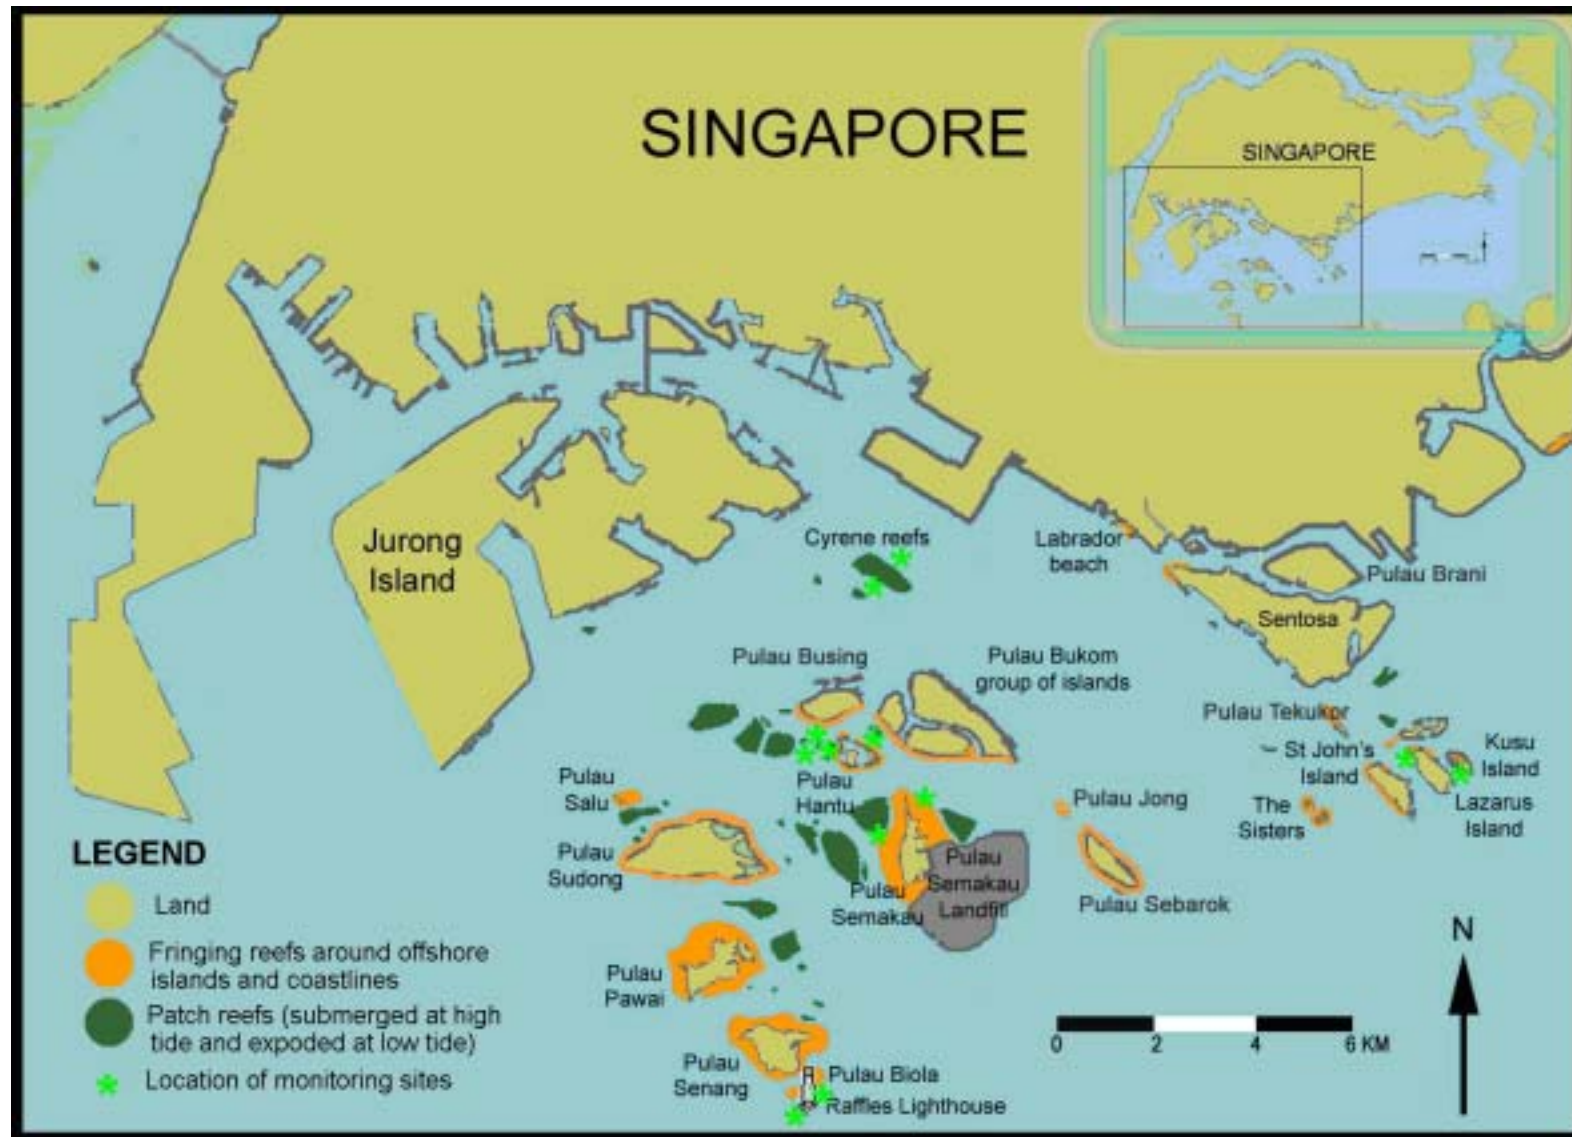 SINGAPORE
SINGAPORE
Jurong
Island
Cyrene reefs
Labrador
beach
Pulau Brani
Sentosa
Pulau Busing
Pulau Bukom
group of islands
Pulau Tekukor
St John's
Island
Kusu
Island
Lazarus
Island
The
Sisters
Pulau
Salu
Pulau
Hantu
Pulau Jong
Pulau
Sudong
Pulau
Semakau
Pulau
Semakau
Landfill
Pulau Sebarok
Pulau
Pawai
Pulau
Senang
Pulau Biola
Raffles Lighthouse
LEGEND
Land
Fringing reefs around offshore
islands and coastlines
Patch reefs (submerged at high
tide and expoded at low tide)
Location of monitoring sites
N
0 2 4 6 KM